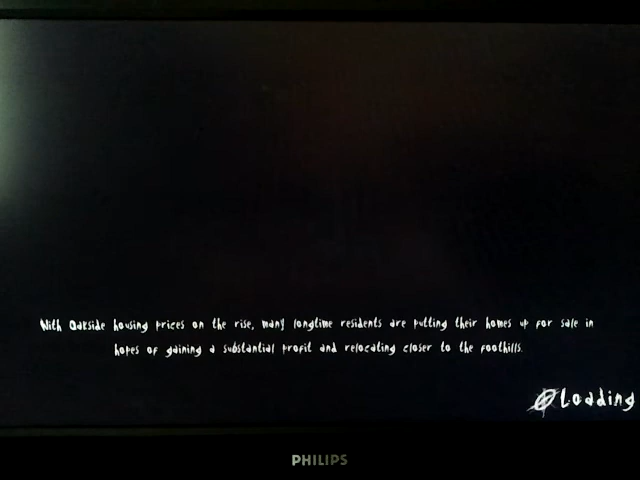 With Oakside housing prices on the rise, many longtime residents are putting their homes up for sale in
hopes of gaining a substantial profit and relocating closer to the foothills.
Loading
PHILIPS